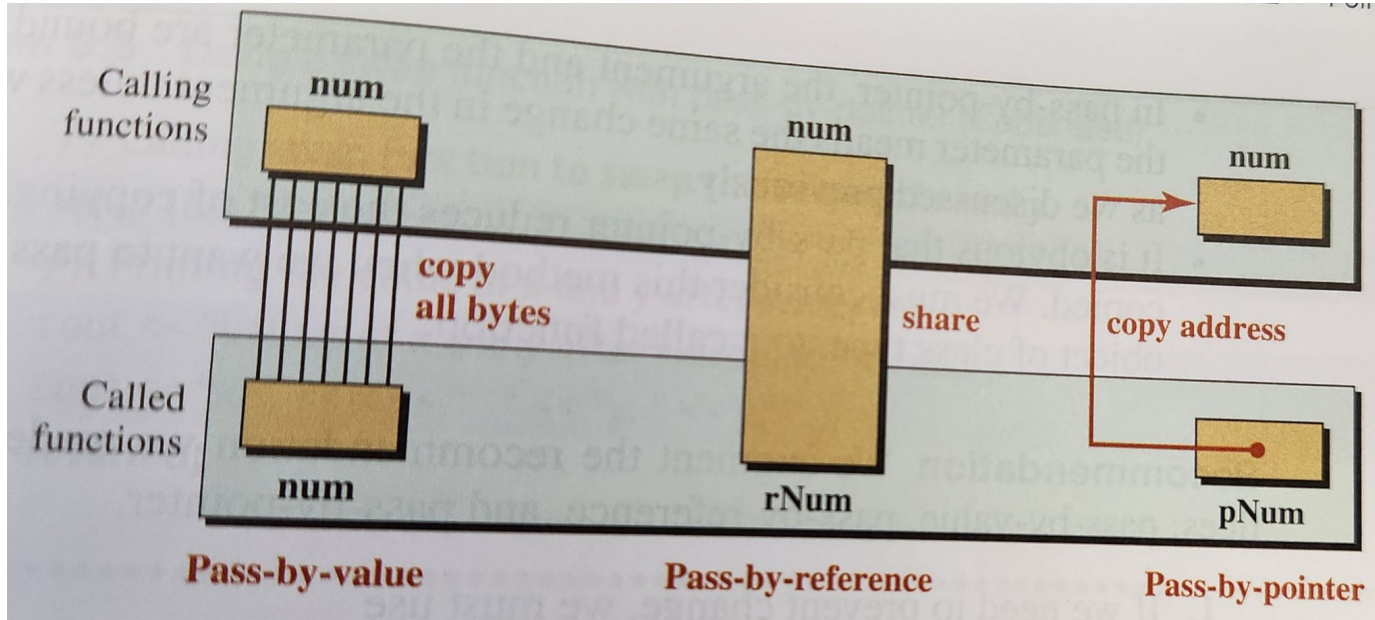 Calling
functions
num
num
num
copy
all bytes
share
copy address
Called
functions
num
rNum
pNum
Pass-by-value
Pass-by-reference
Pass-by-pointer